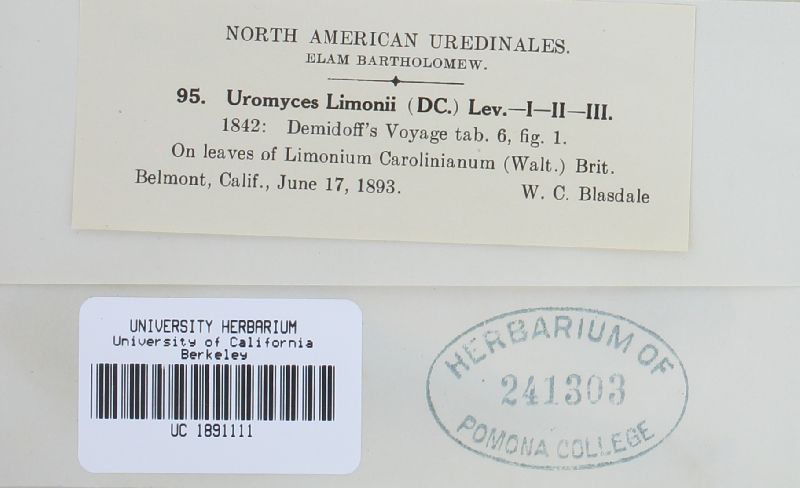 NORTH AMERICAN UREDINALES.
ELAM BARTHOLOMEW.
95. Uromyces Limonii (DC.) Lev.—I—II—III.
1842: Demidoff's Voyage tab. 6, fig. 1.
On leaves of Limonium Carolinianum (Walt.) Brit.
Belmont, Calif., June 17, 1893. W. C. Blasdale
UNIVERSITY HERBARIUM
University of California
Berkeley
UC 1891111
HERBARIUM OF
241303
POMONA COLLEGE